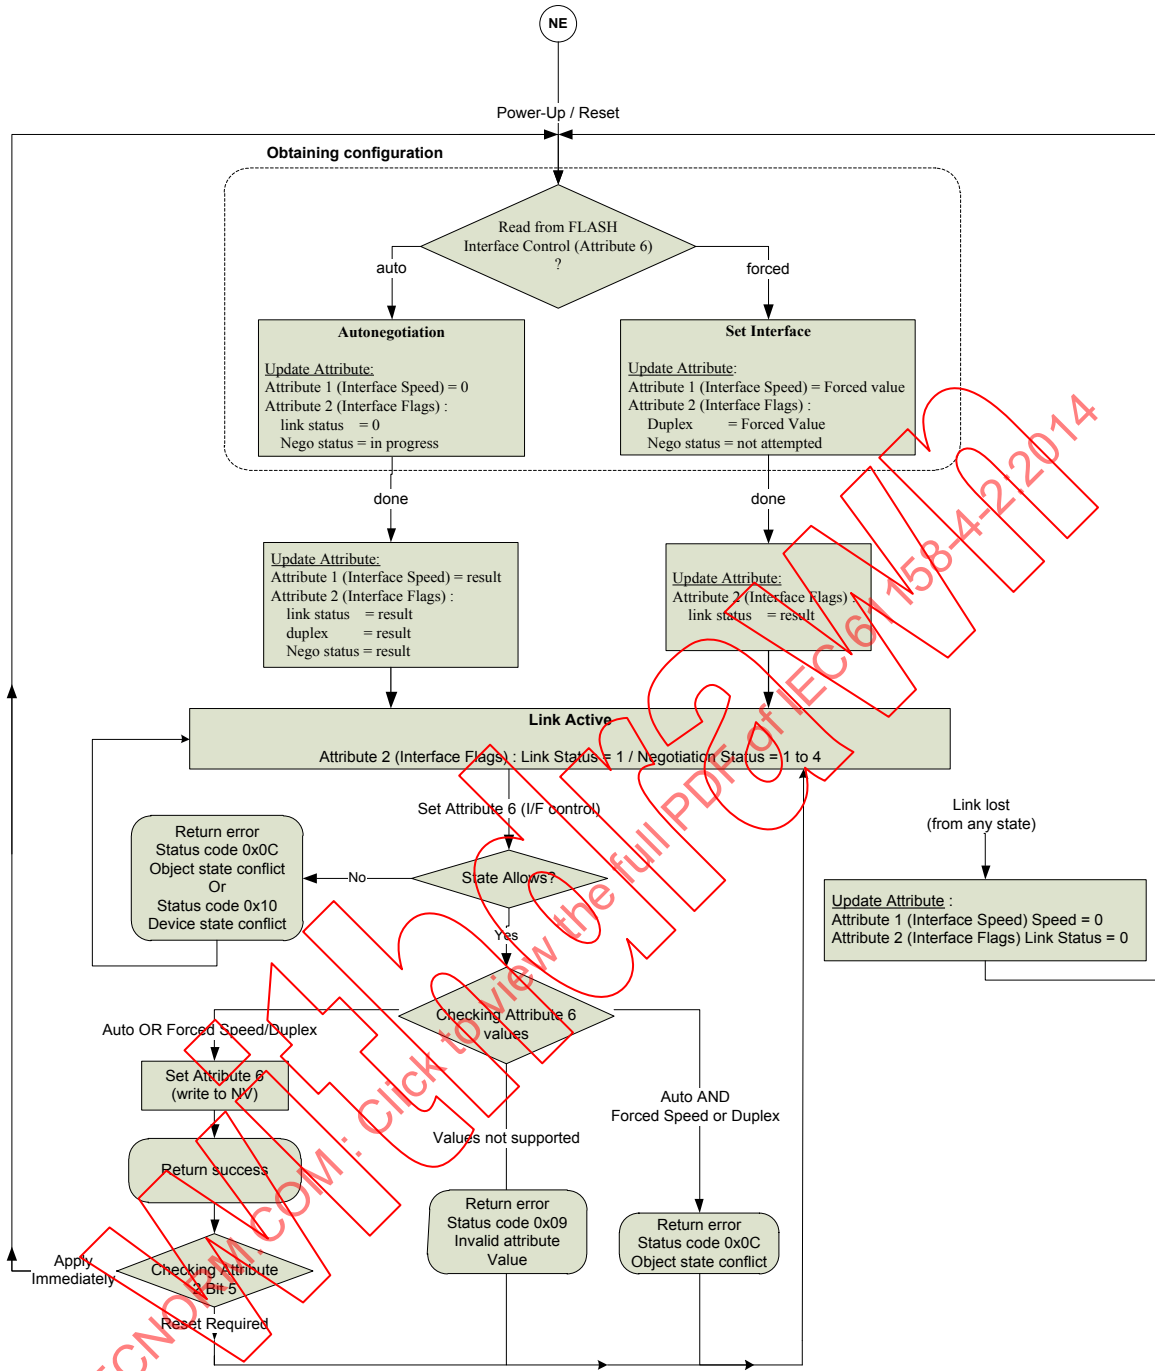 NE
Power-Up / Reset
Obtaining configuration
Read from FLASH
Interface Control (Attribute 6)
?
auto
forced
Autonegotiation
Update Attribute:
Attribute 1 (Interface Speed) = 0
Attribute 2 (Interface Flags) :
link status = 0
Nego status = in progress
Set Interface
Update Attribute:
Attribute 1 (Interface Speed) = Forced value
Attribute 2 (Interface Flags) :
Duplex = Forced Value
Nego status = not attempted
done
done
Update Attribute:
Attribute 1 (Interface Speed) = result
Attribute 2 (Interface Flags) :
link status = result
duplex = result
Nego status = result
Update Attribute:
Attribute 2 (Interface Flags) :
link status = result
Link Active
Attribute 2 (Interface Flags) : Link Status = 1 / Negotiation Status = 1 to 4
Set Attribute 6 (I/F control)
Link lost
(from any state)
Return error
Status code 0x0C
Object state conflict
Or
Status code 0x10
Device state conflict
No
State Allows?
Yes
Update Attribute :
Attribute 1 (Interface Speed) Speed = 0
Attribute 2 (Interface Flags) Link Status = 0
Checking Attribute 6
values
Auto OR Forced Speed/Duplex
Set Attribute 6
(write to NV)
Auto AND
Forced Speed or Duplex
Values not supported
Return success
Return error
Status code 0x09
Invalid attribute
Value
Return error
Status code 0x0C
Object state conflict
Apply
Immediately
Checking Attribute
2 Bit 5
Reset Required
Withdrawn
ECNORM.COM : Click to view the full PDF of IEC 61158-4-2:2014